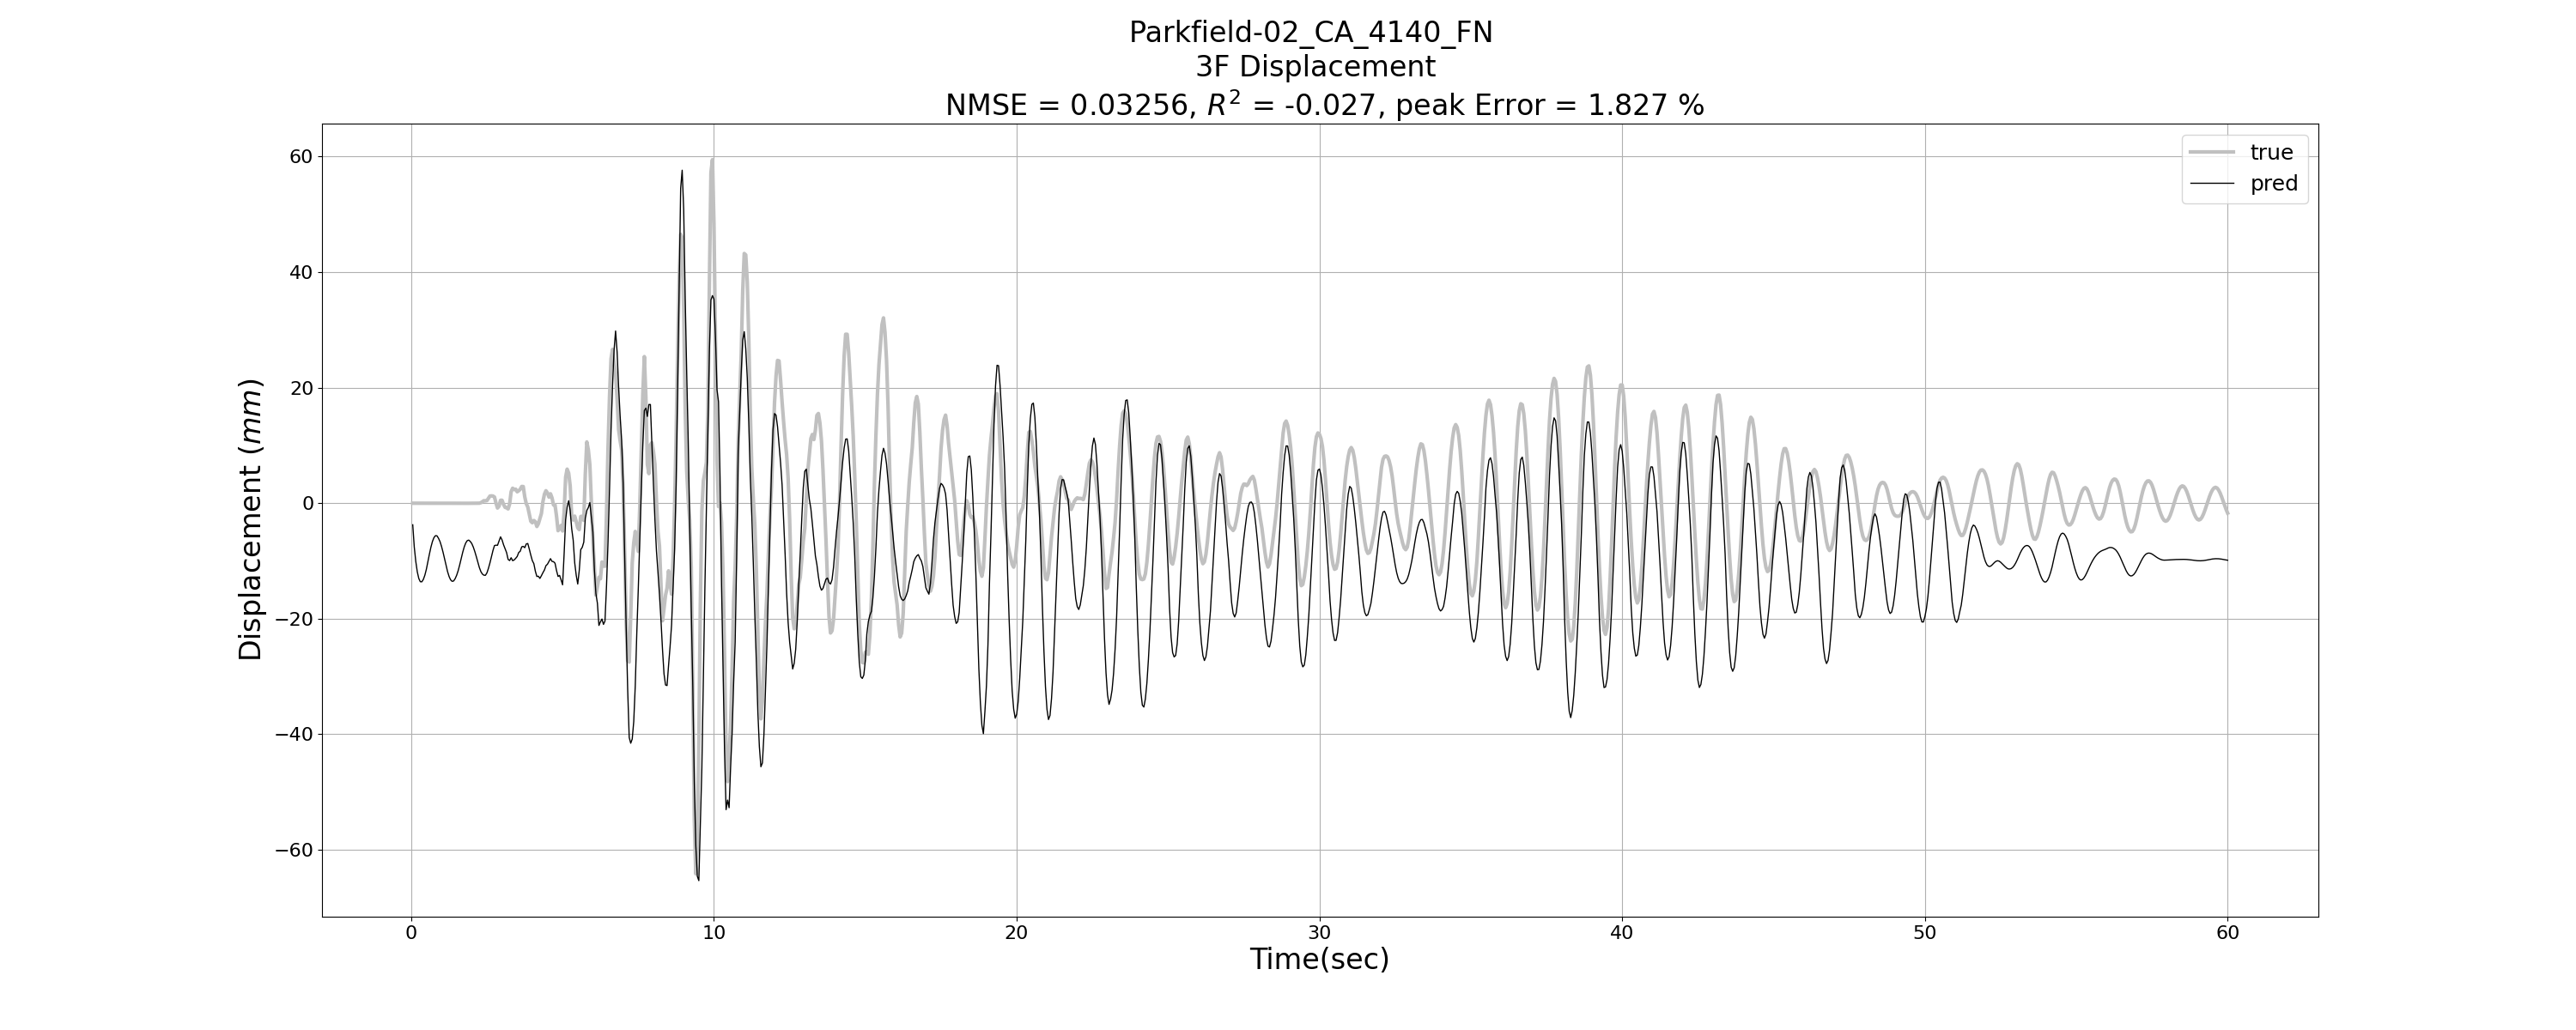 Parkfield-02_CA_4140_FN
3F Displacement
NMSE = 0.03256, R² = -0.027, peak Error = 1.827 %
true
pred
Displacement (mm)
60
40
20
0
−20
−40
−60
0 10 20 30 40 50 60
Time(sec)